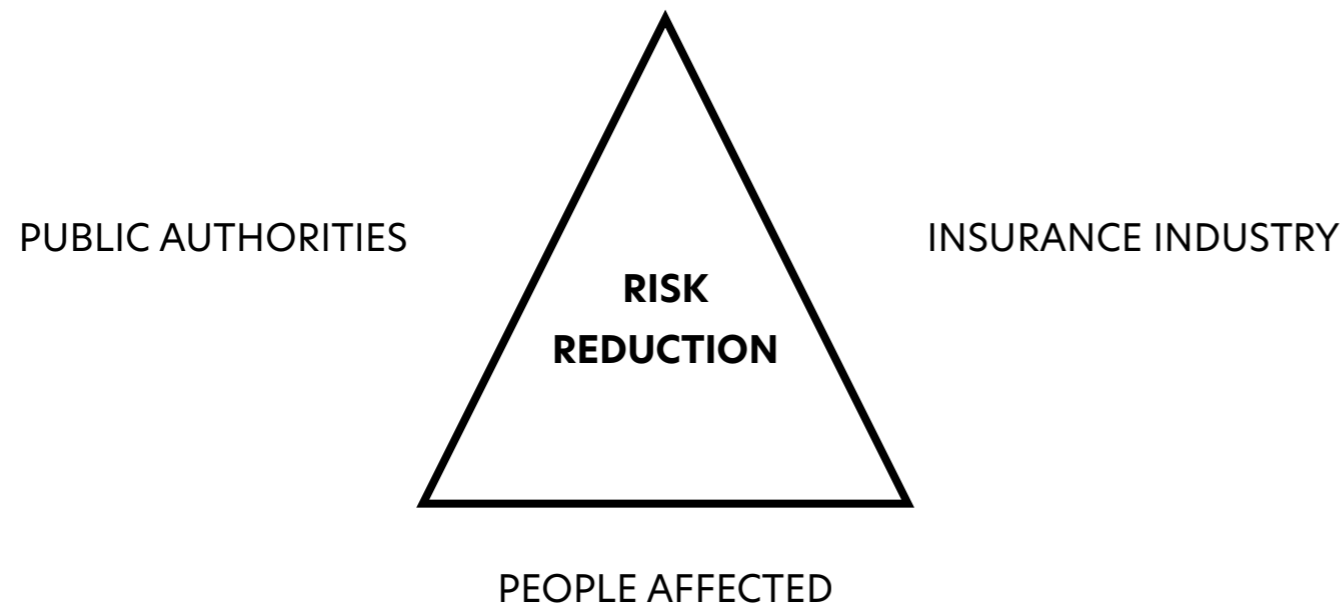 PUBLIC AUTHORITIES
INSURANCE INDUSTRY
RISK
REDUCTION
PEOPLE AFFECTED